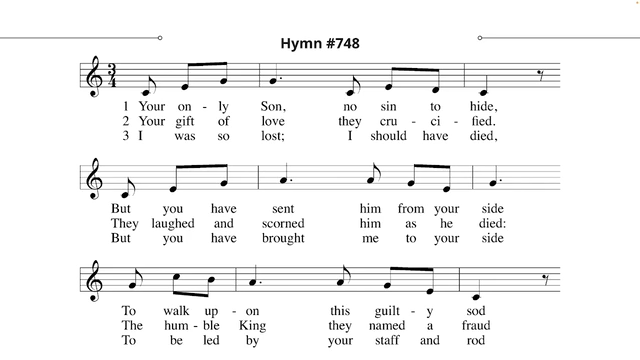 Hymn #748
3
4
1 Your on - ly Son, no sin to hide,
2 Your gift of love they cru - ci - fied.
3 I was so lost; I should have died,
But you have sent him from your side
They laughed and scorned him as he died:
But you have brought me to your side
To walk up - on this guilt - y sod
The hum - ble King they named a fraud
To be led by your staff and rod